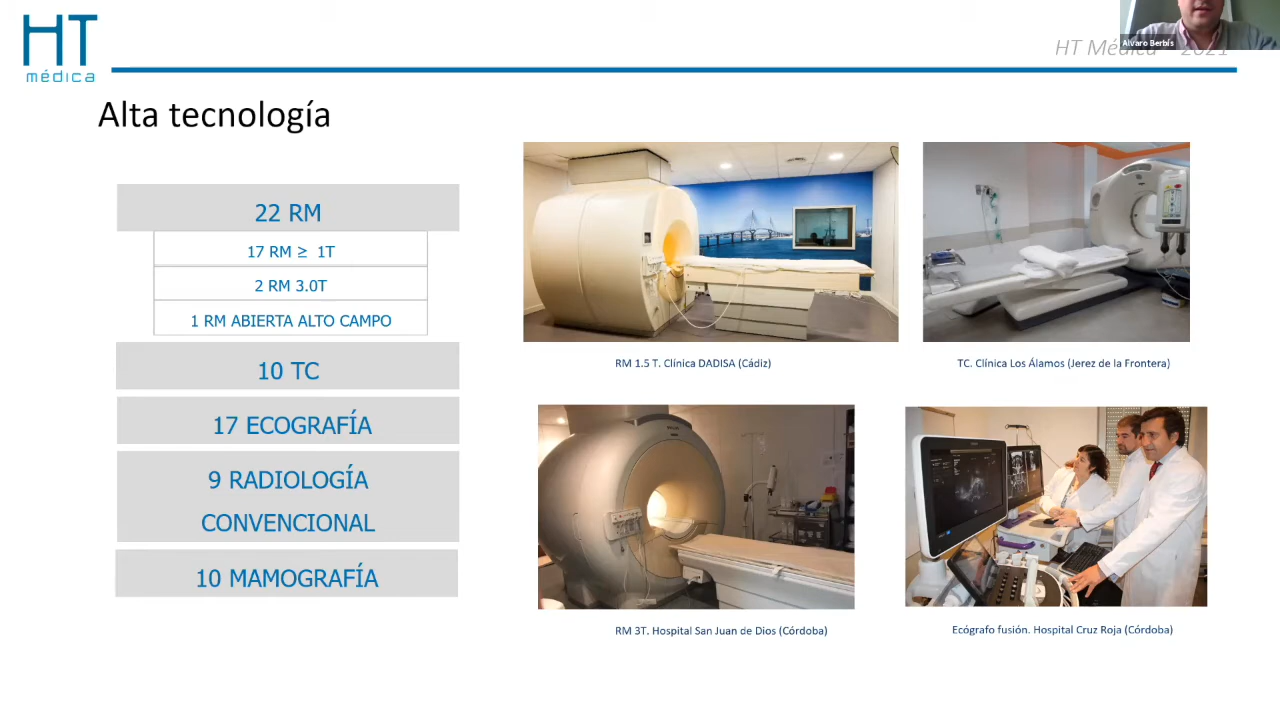 HT
médica
HT Médica
2021
Alvaro Berbís
Alta tecnología
22 RM
17 RM ≥ 1T
2 RM 3.0T
1 RM ABIERTA ALTO CAMPO
10 TC
17 ECOGRAFÍA
9 RADIOLOGÍA
CONVENCIONAL
10 MAMOGRAFÍA
RM 1.5 T. Clínica DADISA (Cádiz)
TC. Clínica Los Álamos (Jerez de la Frontera)
RM 3T. Hospital San Juan de Dios (Córdoba)
Ecógrafo fusión. Hospital Cruz Roja (Córdoba)